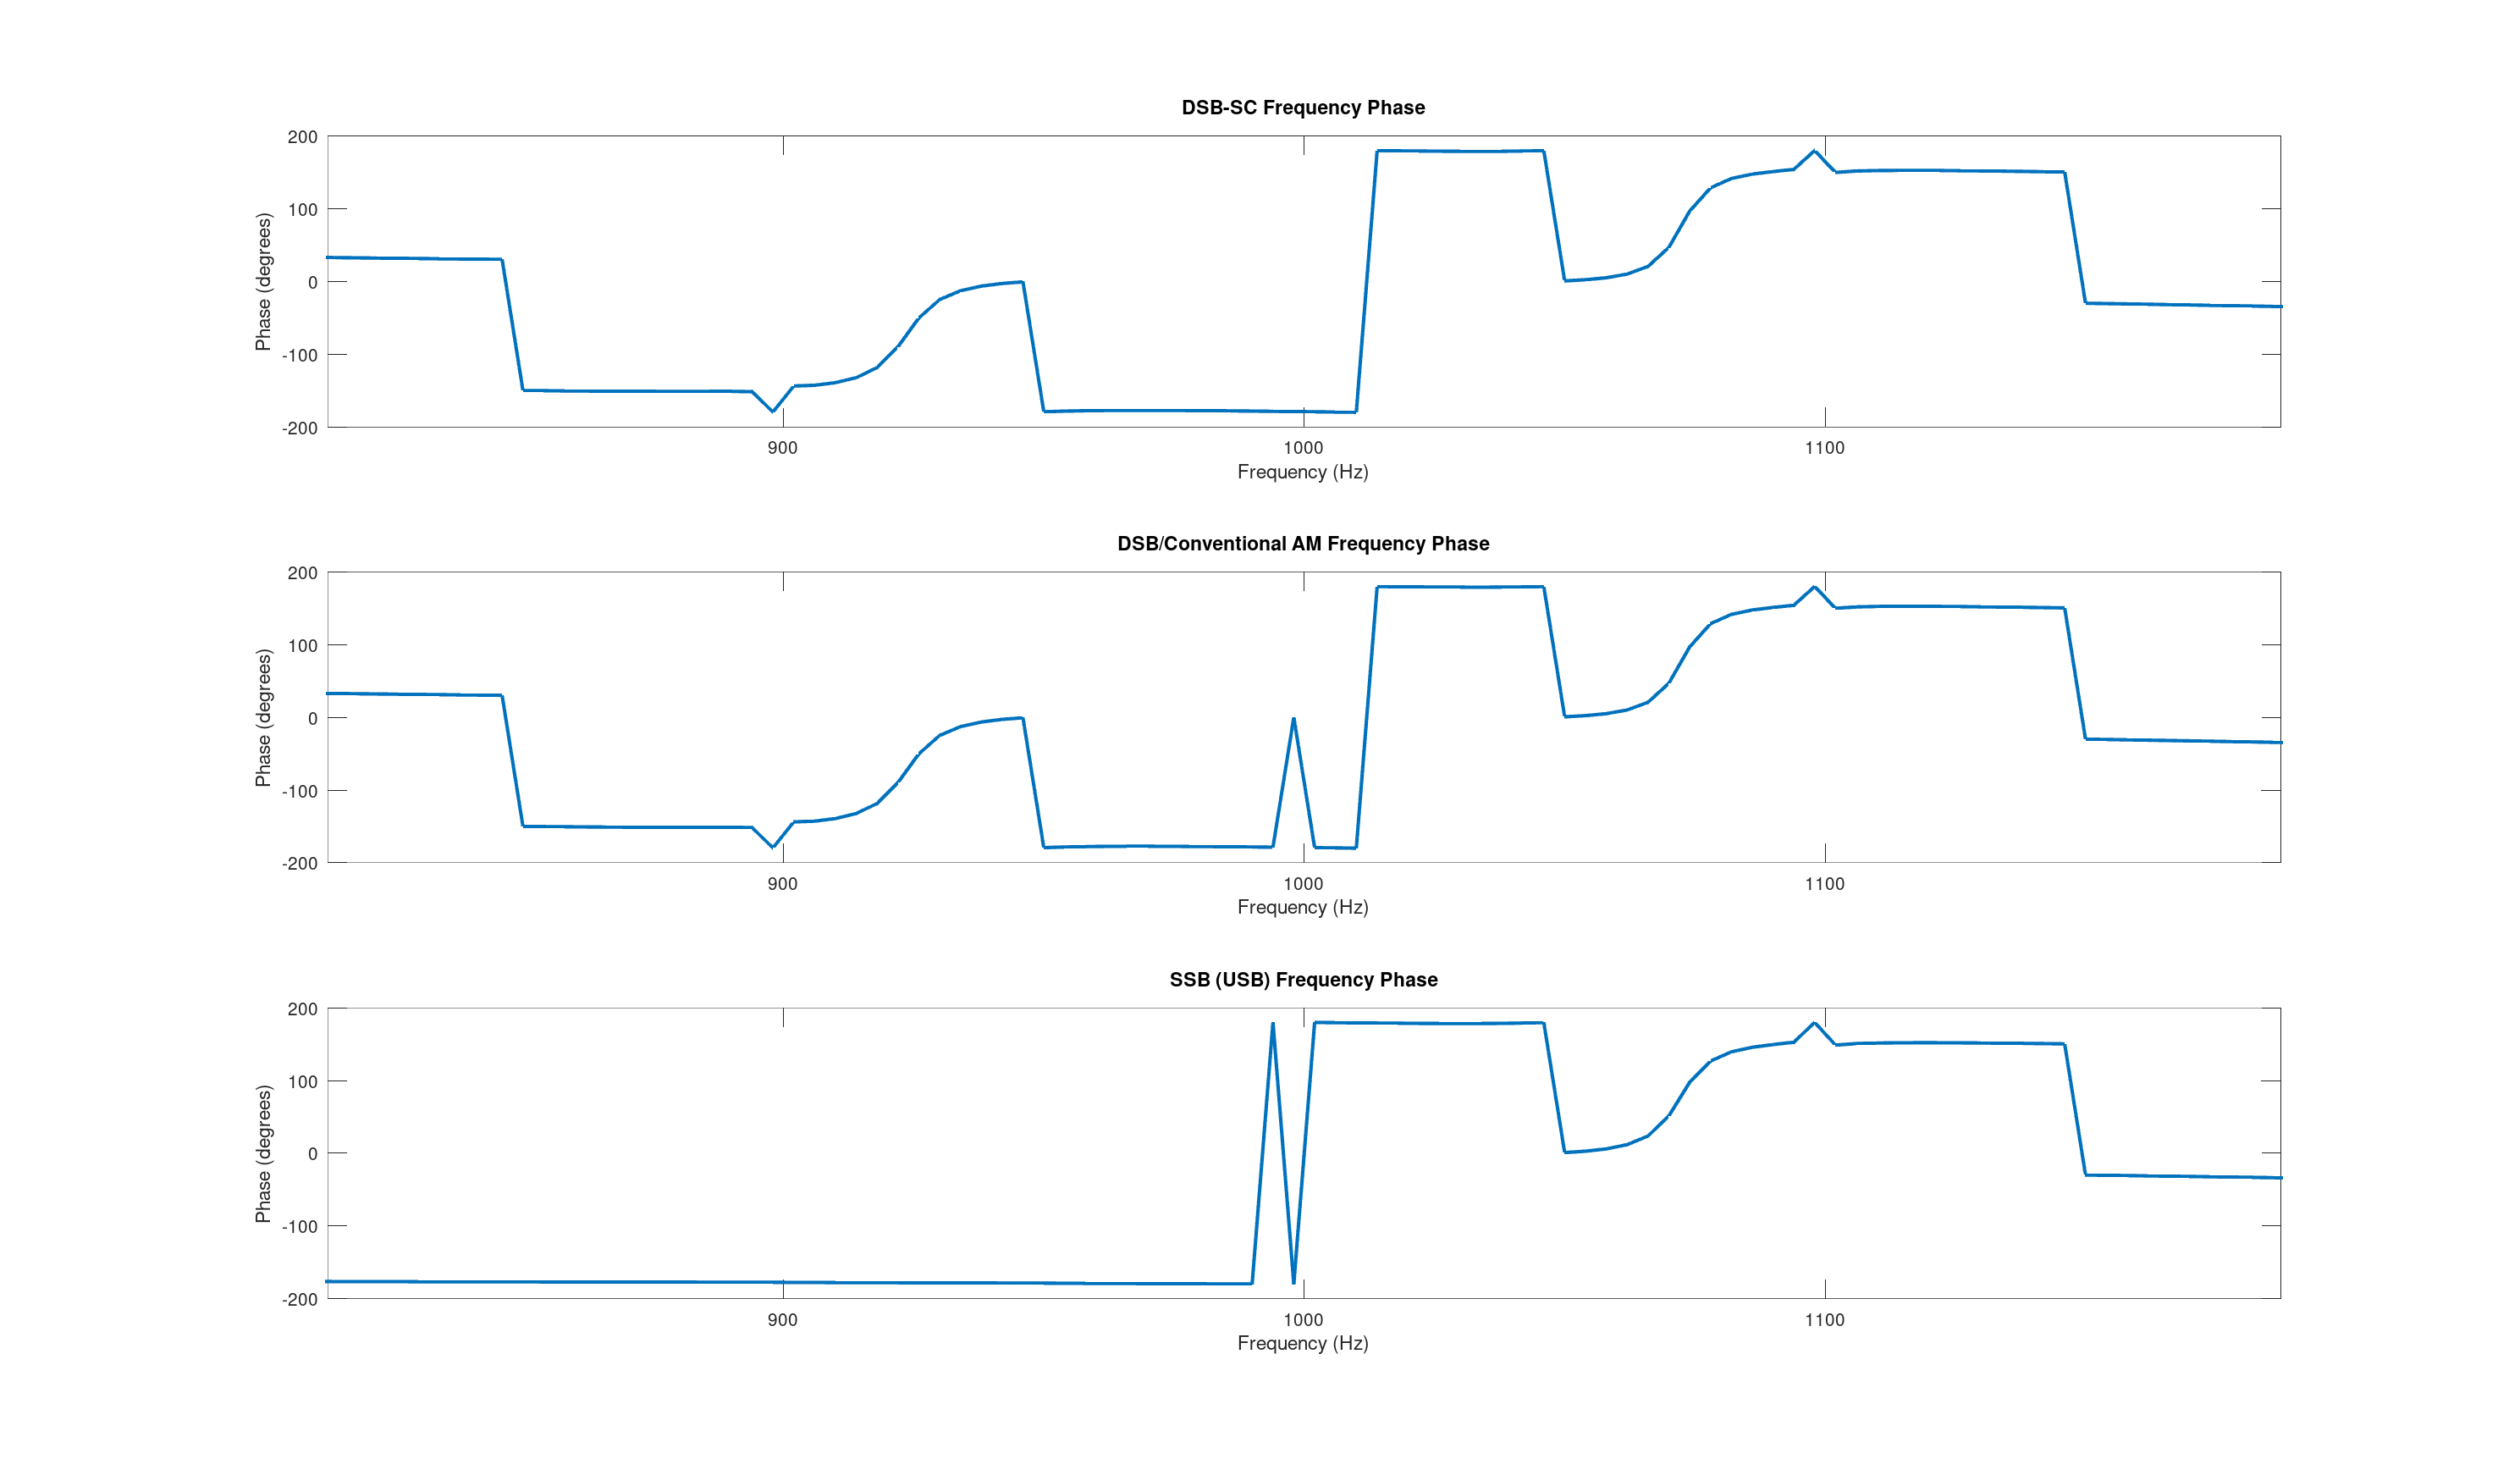 DSB-SC Frequency Phase
200
100
0
-100
-200
Phase (degrees)
900 1000 1100
Frequency (Hz)
DSB/Conventional AM Frequency Phase
200
100
0
-100
-200
Phase (degrees)
900 1000 1100
Frequency (Hz)
SSB (USB) Frequency Phase
200
100
0
-100
-200
Phase (degrees)
900 1000 1100
Frequency (Hz)